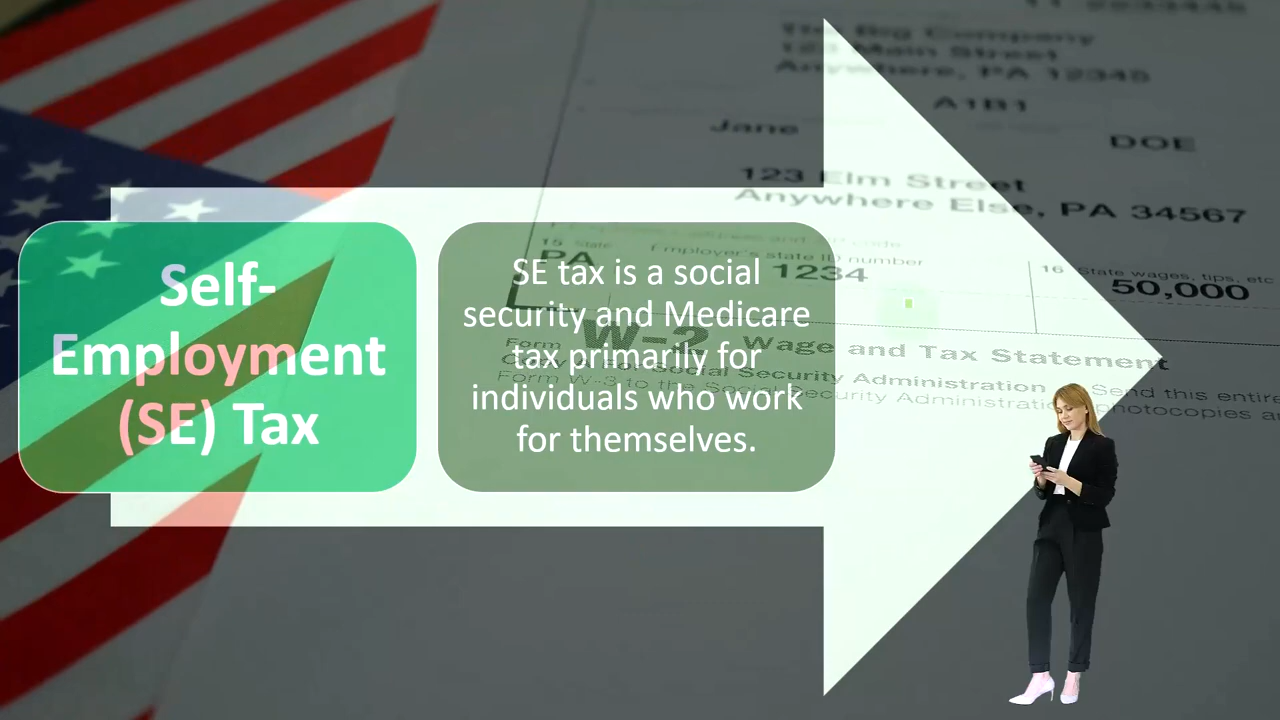 Self-
Employment
(SE) Tax
SE tax is a social
security and Medicare
tax primarily for
individuals who work
for themselves.
The Big Company
123 Main Street
Anywhere, PA 12345
A1B1
Jane
DOE
123 Elm Street
Anywhere Else, PA 34567
15 State
Employer's state ID number
PA
1234
16 State wages, tips, etc
50,000
Form W-2 Wage and Tax Statement
For Social Security Administration
Send this entire
Form W-3 to the Social Security Administration
photocopies